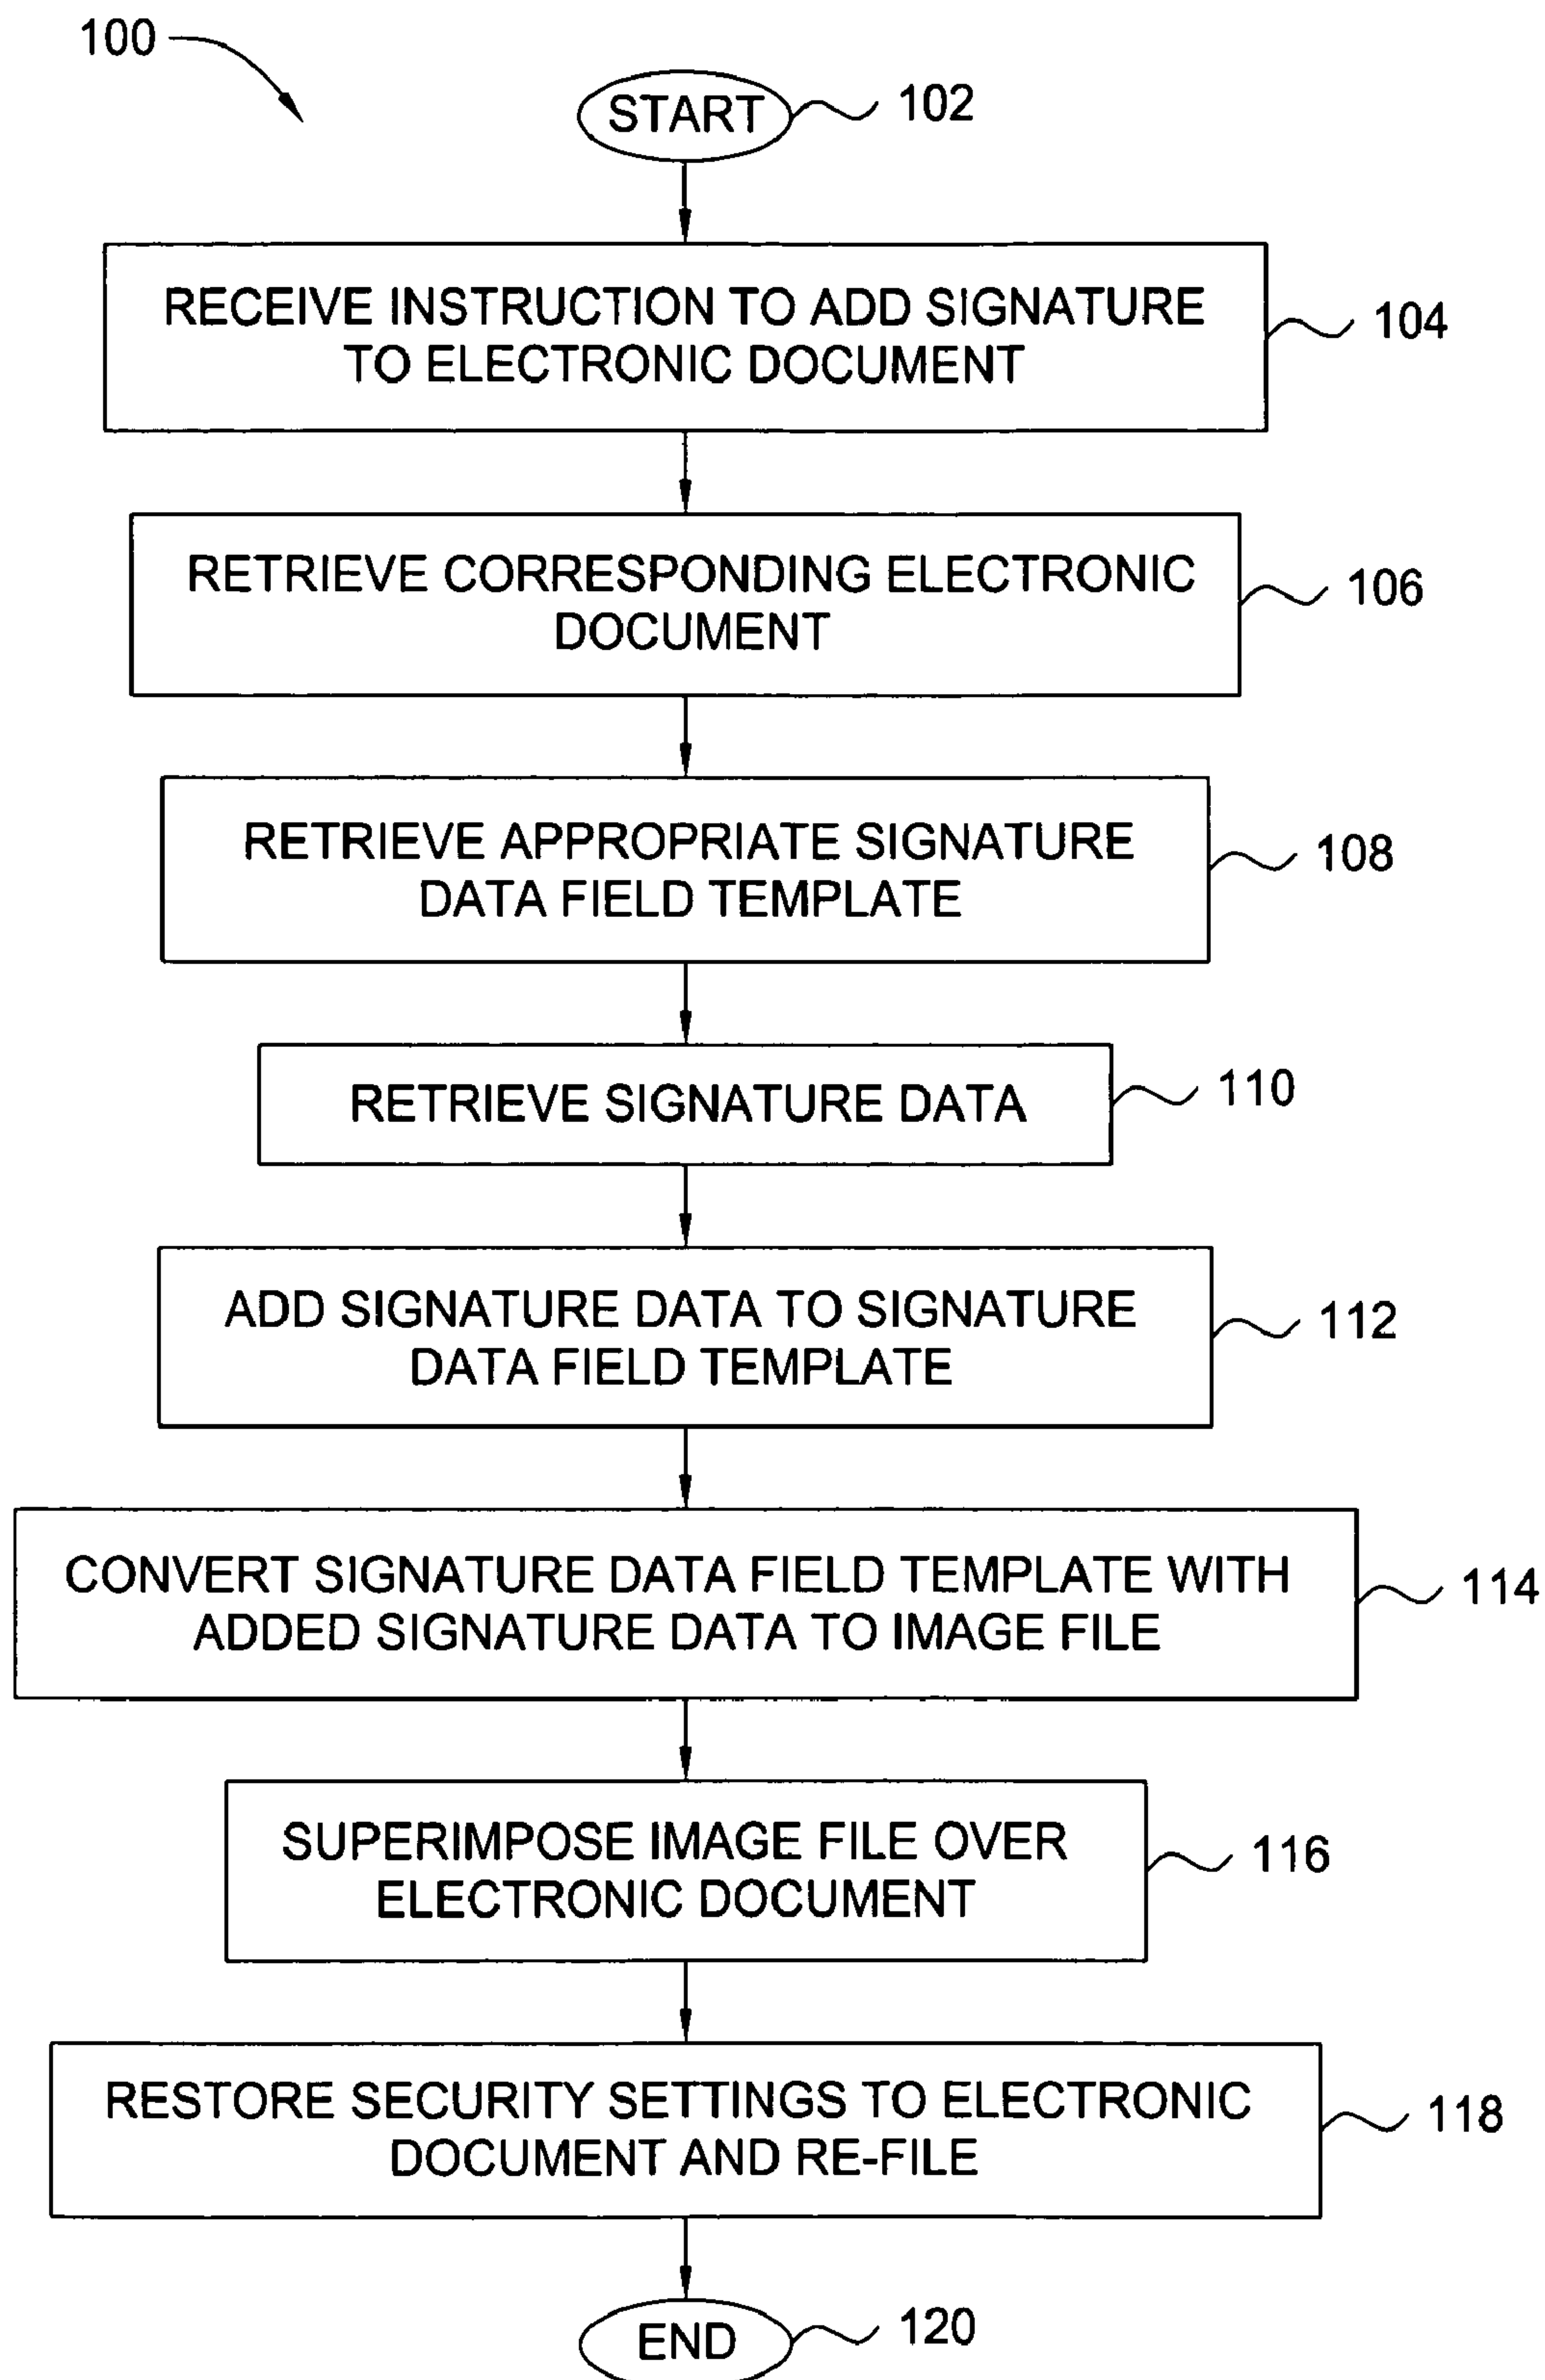 100
START
102
RECEIVE INSTRUCTION TO ADD SIGNATURE
TO ELECTRONIC DOCUMENT
104
RETRIEVE CORRESPONDING ELECTRONIC
DOCUMENT
106
RETRIEVE APPROPRIATE SIGNATURE
DATA FIELD TEMPLATE
108
RETRIEVE SIGNATURE DATA
110
ADD SIGNATURE DATA TO SIGNATURE
DATA FIELD TEMPLATE
112
CONVERT SIGNATURE DATA FIELD TEMPLATE WITH
ADDED SIGNATURE DATA TO IMAGE FILE
114
SUPERIMPOSE IMAGE FILE OVER
ELECTRONIC DOCUMENT
116
RESTORE SECURITY SETTINGS TO ELECTRONIC
DOCUMENT AND RE-FILE
118
END
120